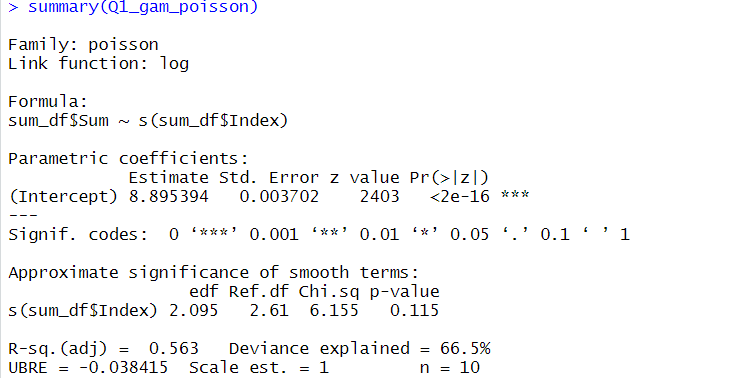 > summary(Q1_gam_poisson)
Family: poisson
Link function: log
Formula:
sum_df$Sum ~ s(sum_df$Index)
Parametric coefficients:
Estimate Std. Error z value Pr(>|z|)
(Intercept) 8.895394 0.003702 2403 <2e-16 ***
---
Signif. codes: 0 ‘***’ 0.001 ‘**’ 0.01 ‘*’ 0.05 ‘.’ 0.1 ‘ ’ 1
Approximate significance of smooth terms:
edf Ref.df Chi.sq p-value
s(sum_df$Index) 2.095 2.61 6.155 0.115
R-sq.(adj) = 0.563 Deviance explained = 66.5%
UBRE = -0.038415 Scale est. = 1 n = 10